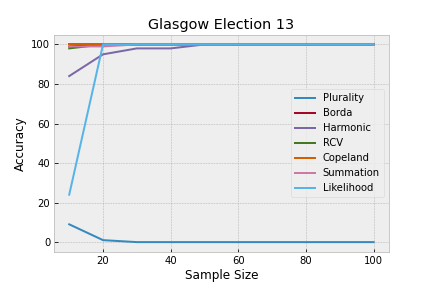 Glasgow Election 13
Accuracy
100
80
60
40
20
0
Plurality
Borda
Harmonic
RCV
Copeland
Summation
Likelihood
20 40 60 80 100
Sample Size